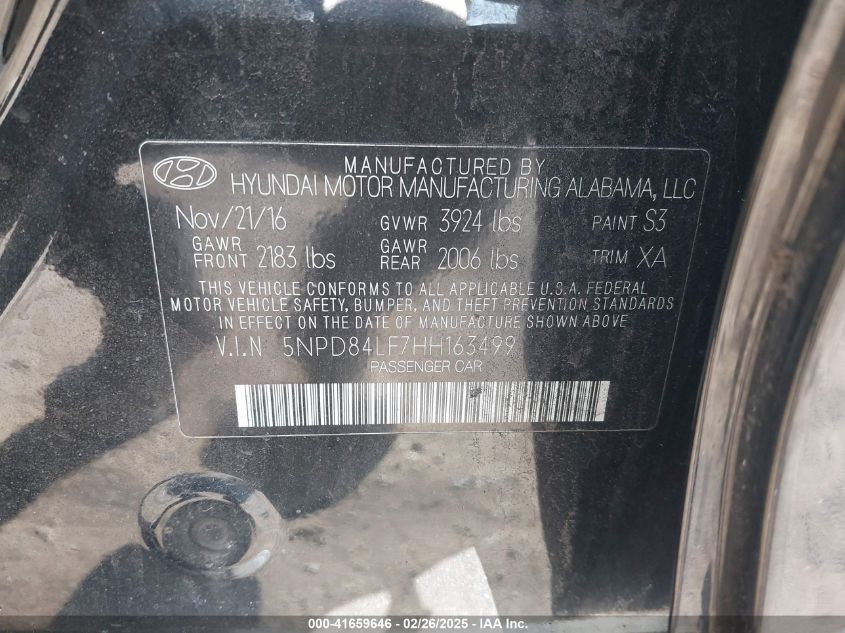 MANUFACTURED BY
HYUNDAI MOTOR MANUFACTURING ALABAMA, LLC
Nov/21/16 GVWR 3924 lbs PAINT S3
GAWR FRONT 2183 lbs GAWR REAR 2006 lbs TRIM XA
THIS VEHICLE CONFORMS TO ALL APPLICABLE U.S.A. FEDERAL
MOTOR VEHICLE SAFETY, BUMPER, AND THEFT PREVENTION STANDARDS
IN EFFECT ON THE DATE OF MANUFACTURE SHOWN ABOVE
V.I.N 5NPD84LF7HH163499
PASSENGER CAR
000-41659646 - 02/26/2025 - IAA Inc.